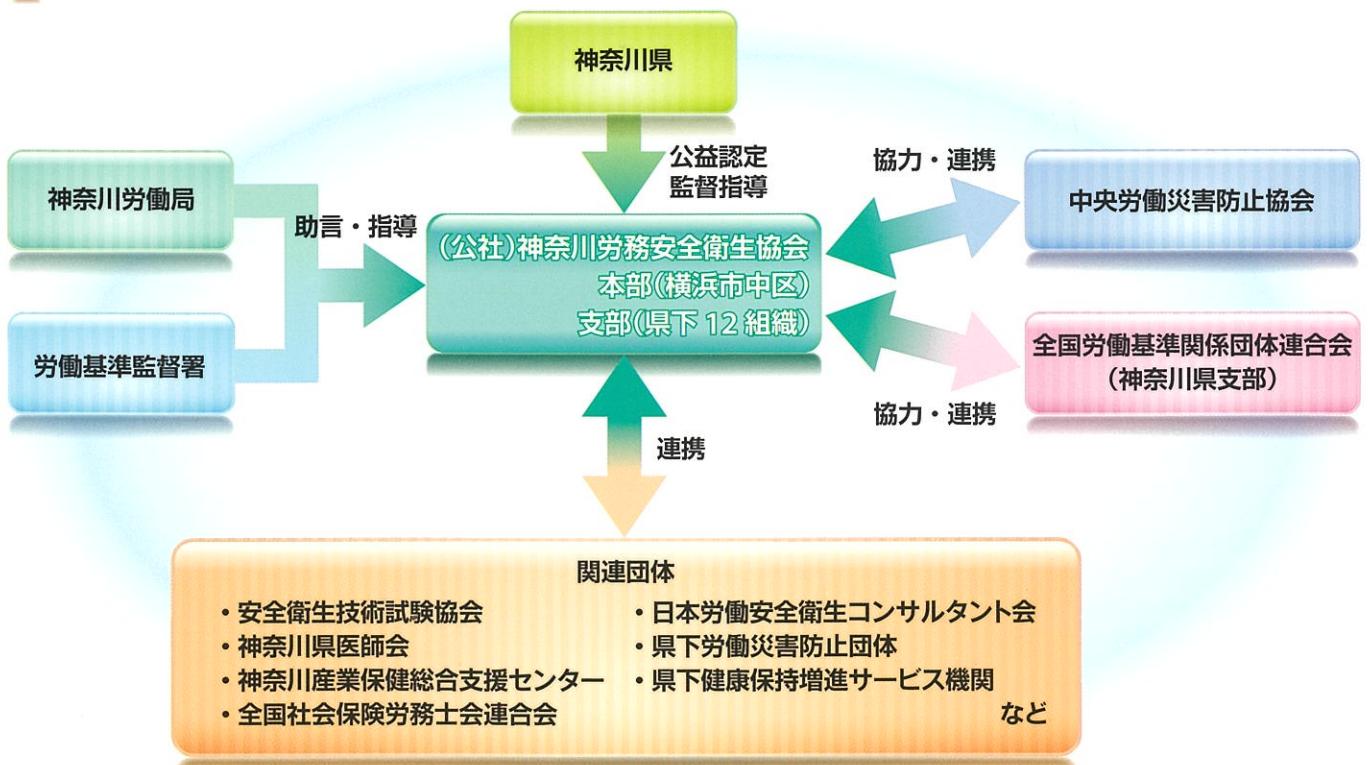 神奈川県
公益認定
監督指導
神奈川労働局
労働基準監督署
助言・指導
(公社)神奈川労務安全衛生協会
本部(横浜市中区)
支部(県下12組織)
協力・連携
中央労働災害防止協会
全国労働基準関係団体連合会
(神奈川県支部)
協力・連携
連携
関連団体
・安全衛生技術試験協会
・神奈川県医師会
・神奈川産業保健総合支援センター
・全国社会保険労務士会連合会
・日本労働安全衛生コンサルタント会
・県下労働災害防止団体
・県下健康保持増進サービス機関
など